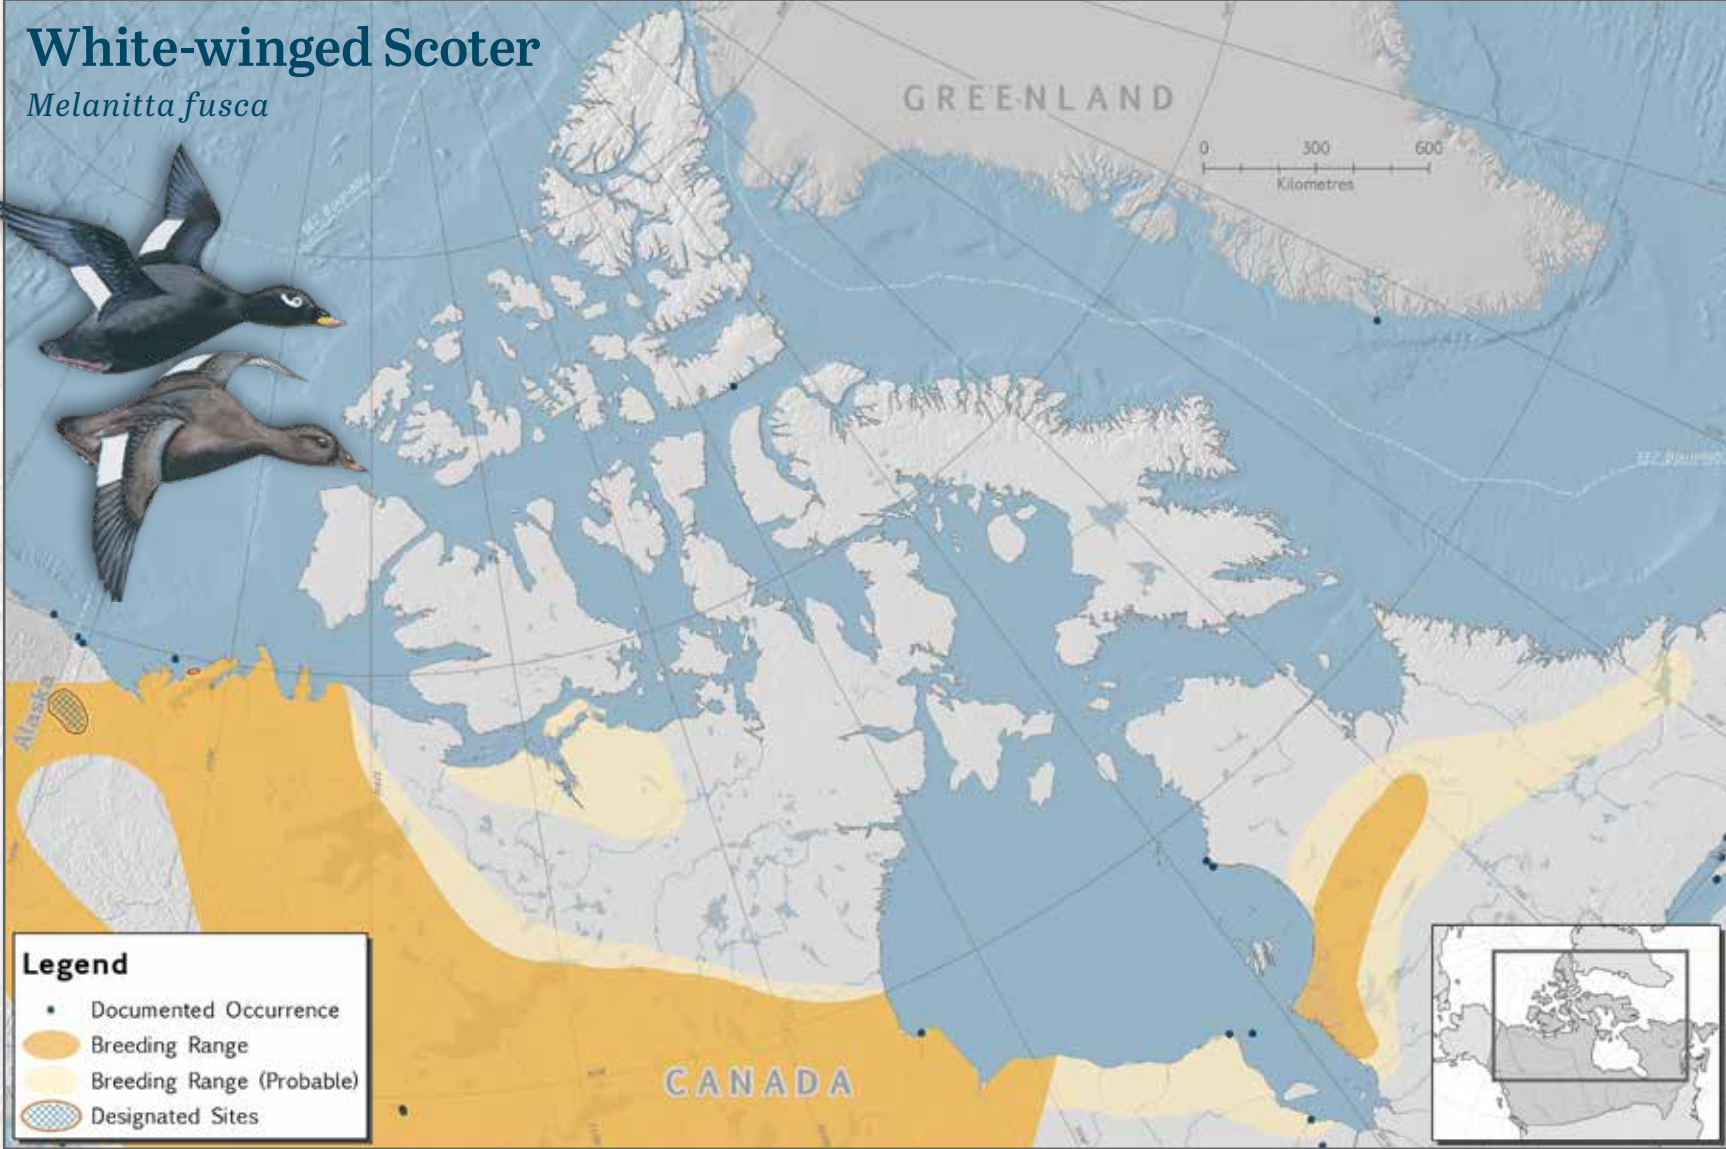 White-winged Scoter
Melanitta fusca
GREENLAND
0 300 600
Kilometres
Alaska
CANADA
Legend
Documented Occurrence
Breeding Range
Breeding Range (Probable)
Designated Sites